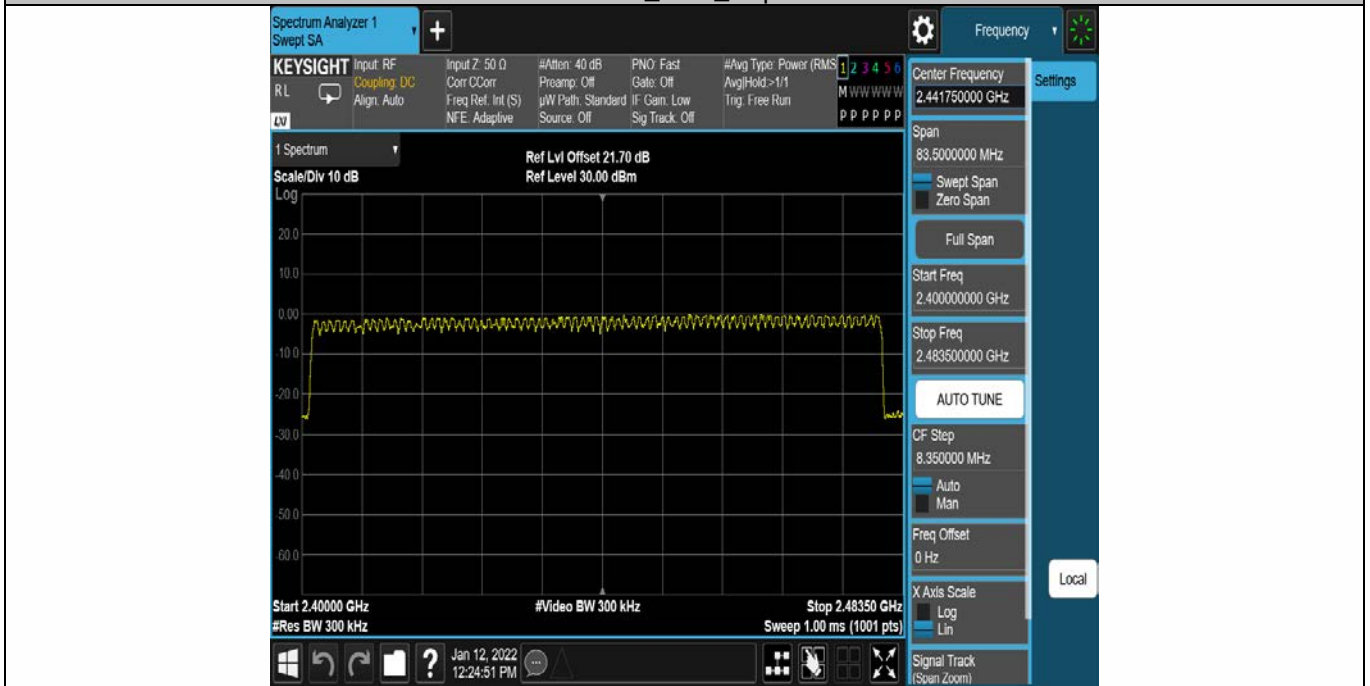 Spectrum Analyzer 1
Swept SA
+
Frequency
KEYSIGHT
RL
LXI
Input: RF
Coupling: DC
Align: Auto
Input Z: 50 Ω
Corr CCorr
Freq Ref: Int (S)
NFE: Adaptive
#Atten: 40 dB
Preamp: Off
µW Path: Standard
Source: Off
PNO: Fast
Gate: Off
IF Gain: Low
Sig Track: Off
#Avg Type: Power (RMS
Avg|Hold:>1/1
Trig: Free Run
1 2 3 4 5 6
M W W W W W
P P P P P P
1 Spectrum
Scale/Div 10 dB
Ref Lvl Offset 21.70 dB
Ref Level 30.00 dBm
Log
20.0
10.0
0.00
-10.0
-20.0
-30.0
-40.0
-50.0
-60.0
Start 2.40000 GHz
#Res BW 300 kHz
#Video BW 300 kHz
Stop 2.48350 GHz
Sweep 1.00 ms (1001 pts)
?
Jan 12, 2022
12:24:51 PM
Center Frequency
2.441750000 GHz
Settings
Span
83.5000000 MHz
Swept Span
Zero Span
Full Span
Start Freq
2.400000000 GHz
Stop Freq
2.483500000 GHz
AUTO TUNE
CF Step
8.350000 MHz
Auto
Man
Freq Offset
0 Hz
X Axis Scale
Log
Lin
Local
Signal Track
(Span Zoom)